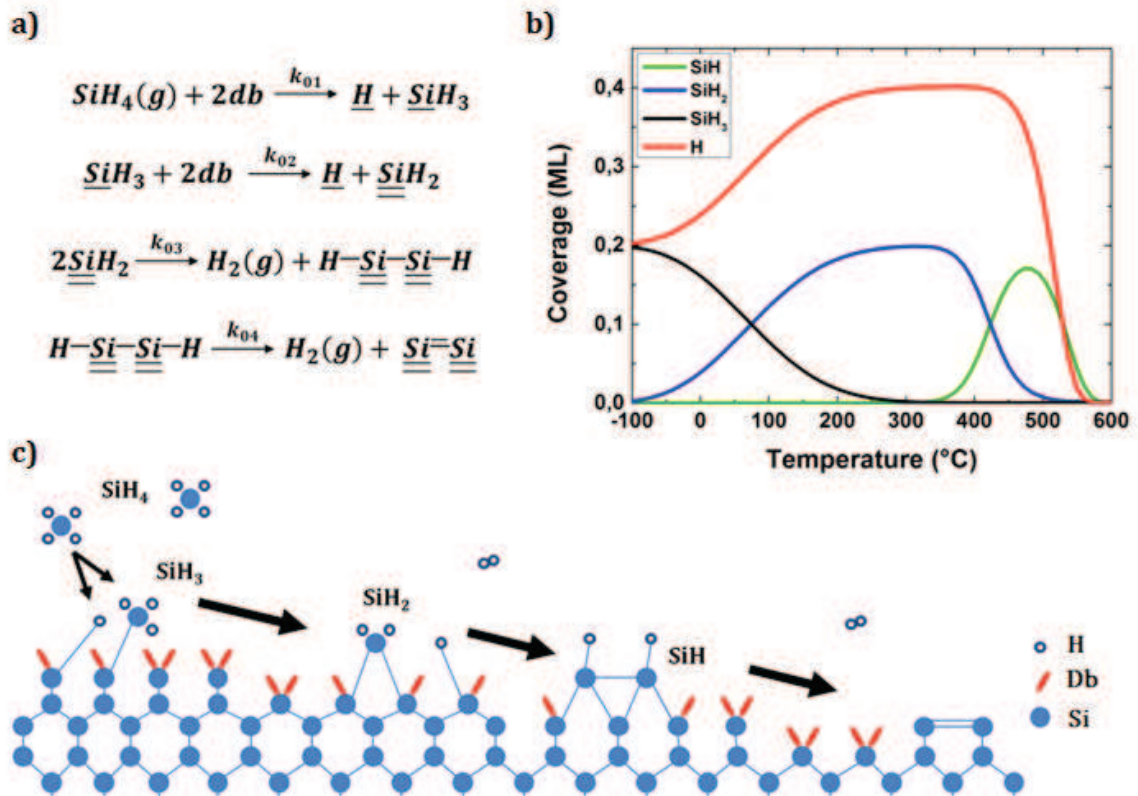 a)
SiH₄(g) + 2db —k₀₁→ H + SiH₃
SiH₃ + 2db —k₀₂→ H + SiH₂
2SiH₂ —k₀₃→ H₂(g) + H–Si–Si–H
H–Si–Si–H —k₀₄→ H₂(g) + Si=Si
b)
SiH
SiH₂
SiH₃
H
Coverage (ML)
0,4
0,3
0,2
0,1
0,0
-100 0 100 200 300 400 500 600
Temperature (°C)
c)
SiH₄
SiH₃
SiH₂
SiH
H
Db
Si